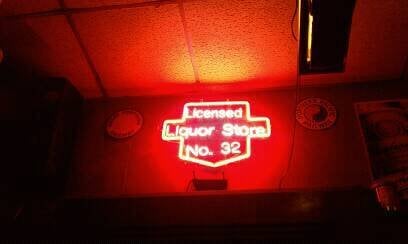 Licensed
Liquor Store
No. 32